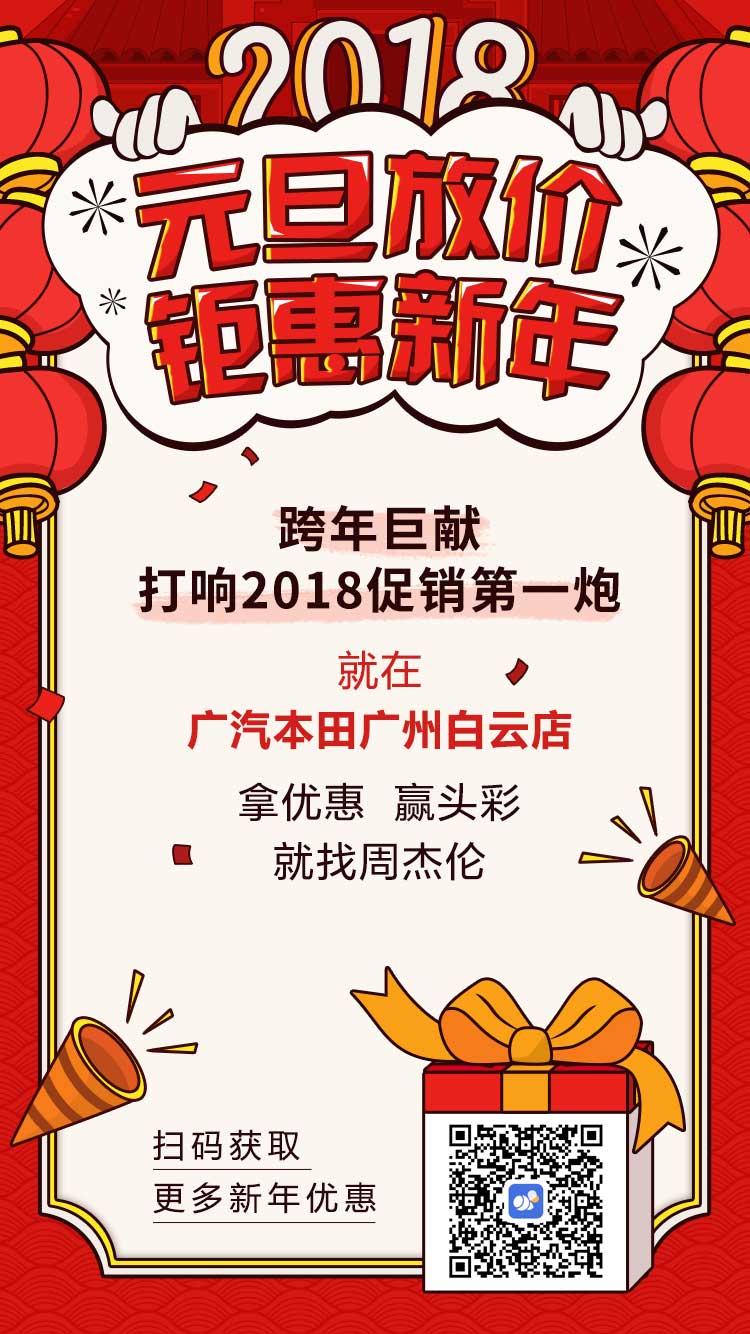 2018
元旦放价
钜惠新年
跨年巨献
打响2018促销第一炮
就在
广汽本田广州白云店
拿优惠 赢头彩
就找周杰伦
扫码获取
更多新年优惠